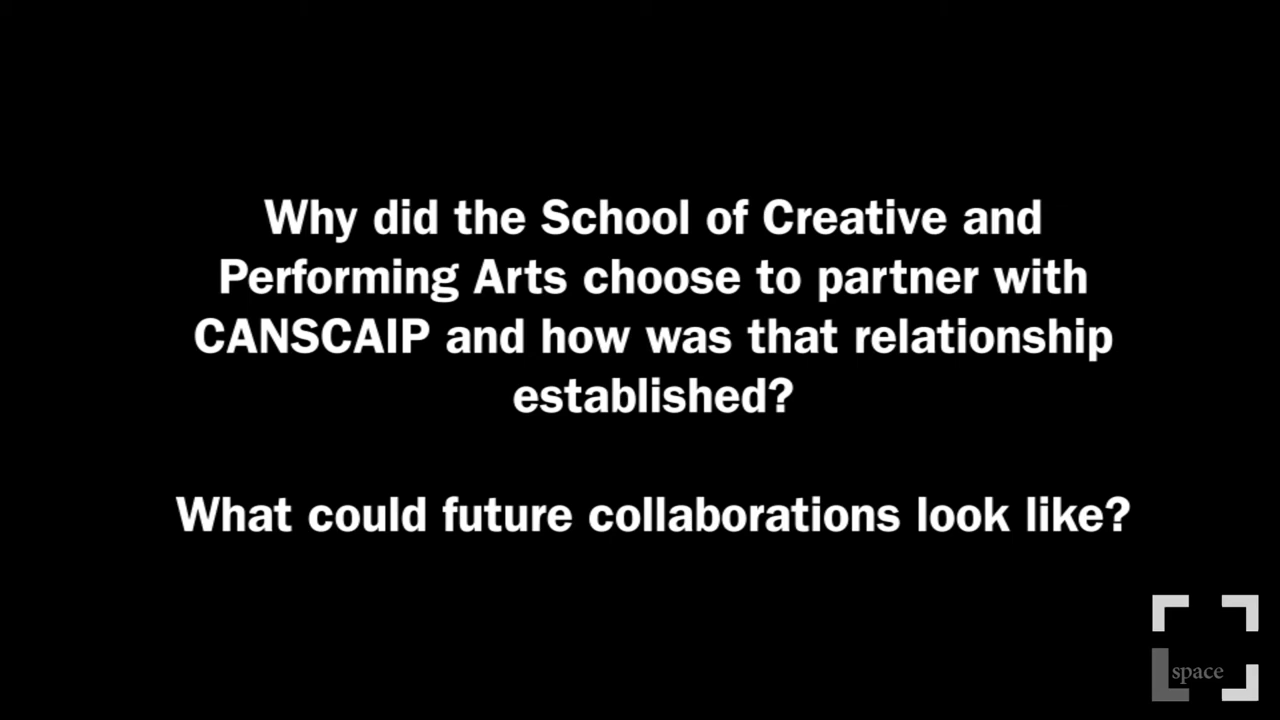 Why did the School of Creative and
Performing Arts choose to partner with
CANSCAIP and how was that relationship
established?
What could future collaborations look like?
L space